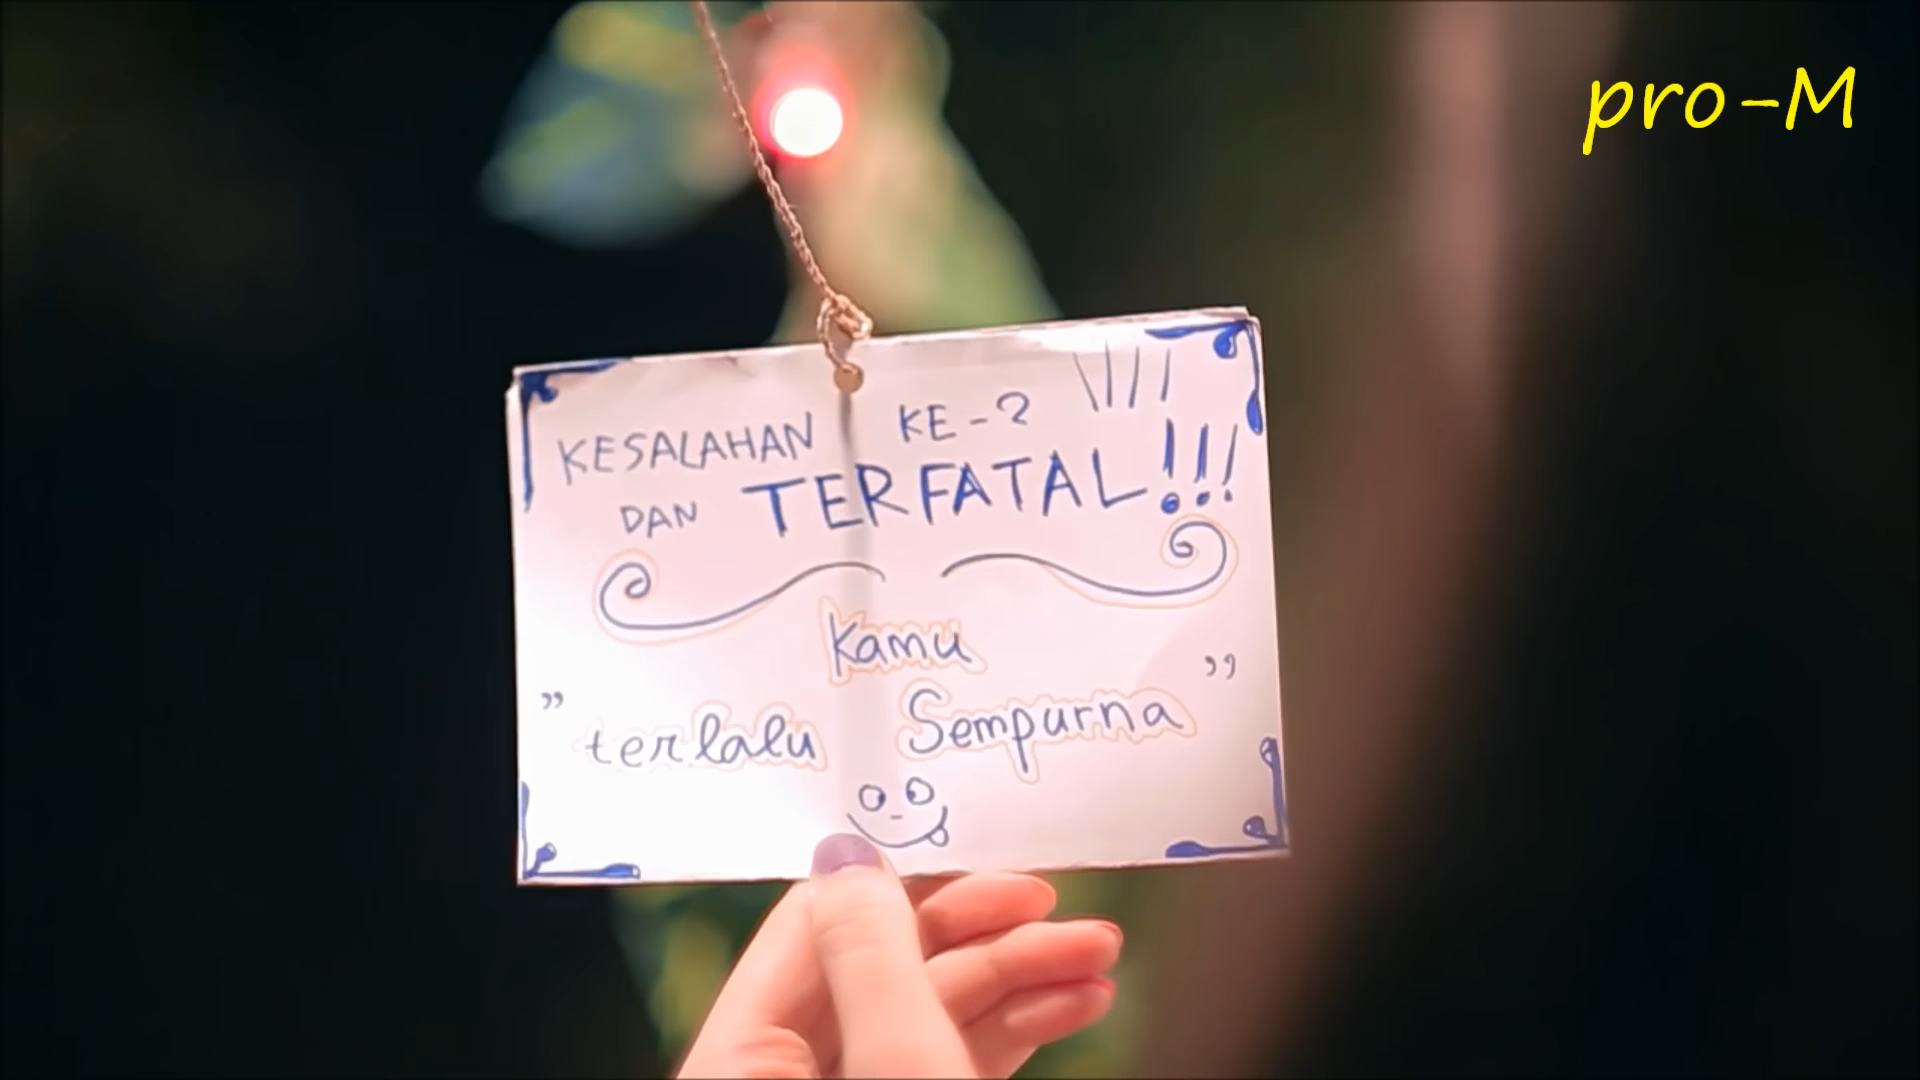 pro-M
KESALAHAN KE-2
DAN TERFATAL!!!
Kamu
" terlalu Sempurna "